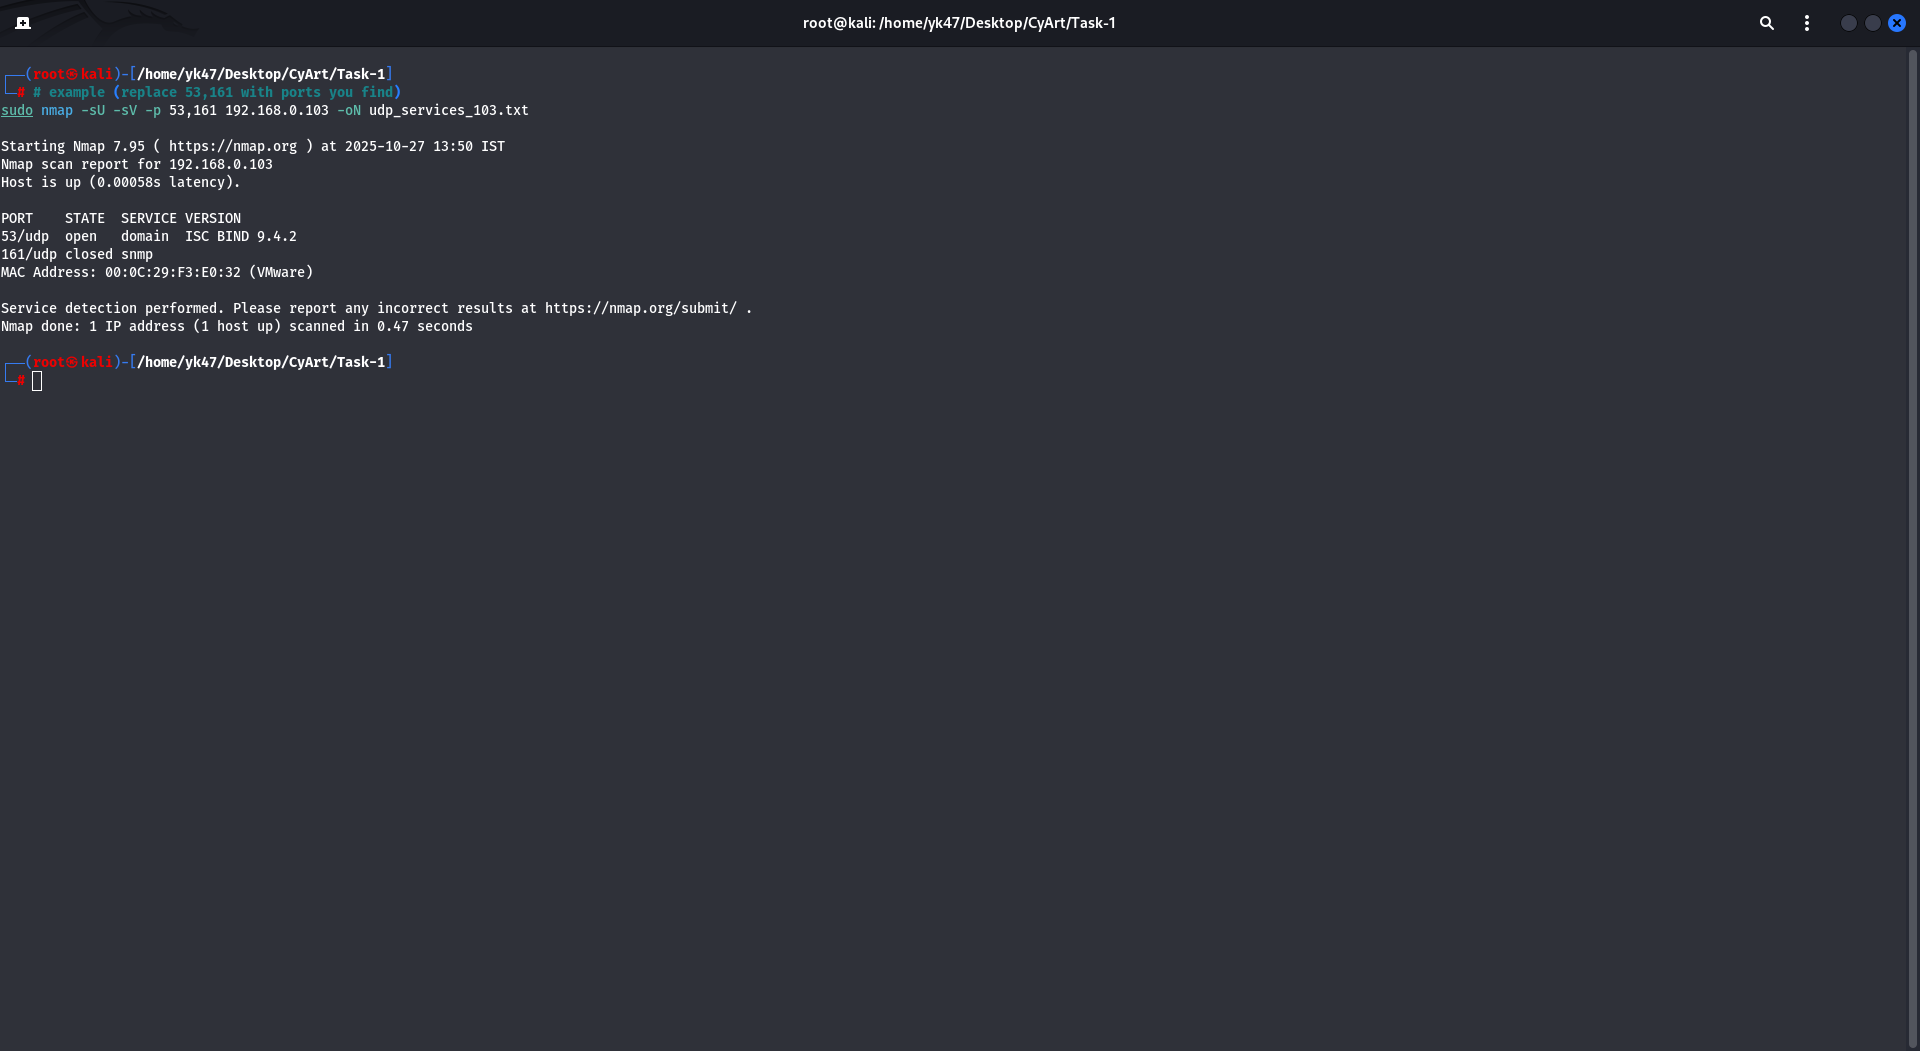 root@kali: /home/yk47/Desktop/CyArt/Task-1
┌──(root㉿kali)-[/home/yk47/Desktop/CyArt/Task-1]
└─# # example (replace 53,161 with ports you find)
sudo nmap -sU -sV -p 53,161 192.168.0.103 -oN udp_services_103.txt
Starting Nmap 7.95 ( https://nmap.org ) at 2025-10-27 13:50 IST
Nmap scan report for 192.168.0.103
Host is up (0.00058s latency).
PORT    STATE  SERVICE VERSION
53/udp  open   domain  ISC BIND 9.4.2
161/udp closed snmp
MAC Address: 00:0C:29:F3:E0:32 (VMware)
Service detection performed. Please report any incorrect results at https://nmap.org/submit/ .
Nmap done: 1 IP address (1 host up) scanned in 0.47 seconds
┌──(root㉿kali)-[/home/yk47/Desktop/CyArt/Task-1]
└─#